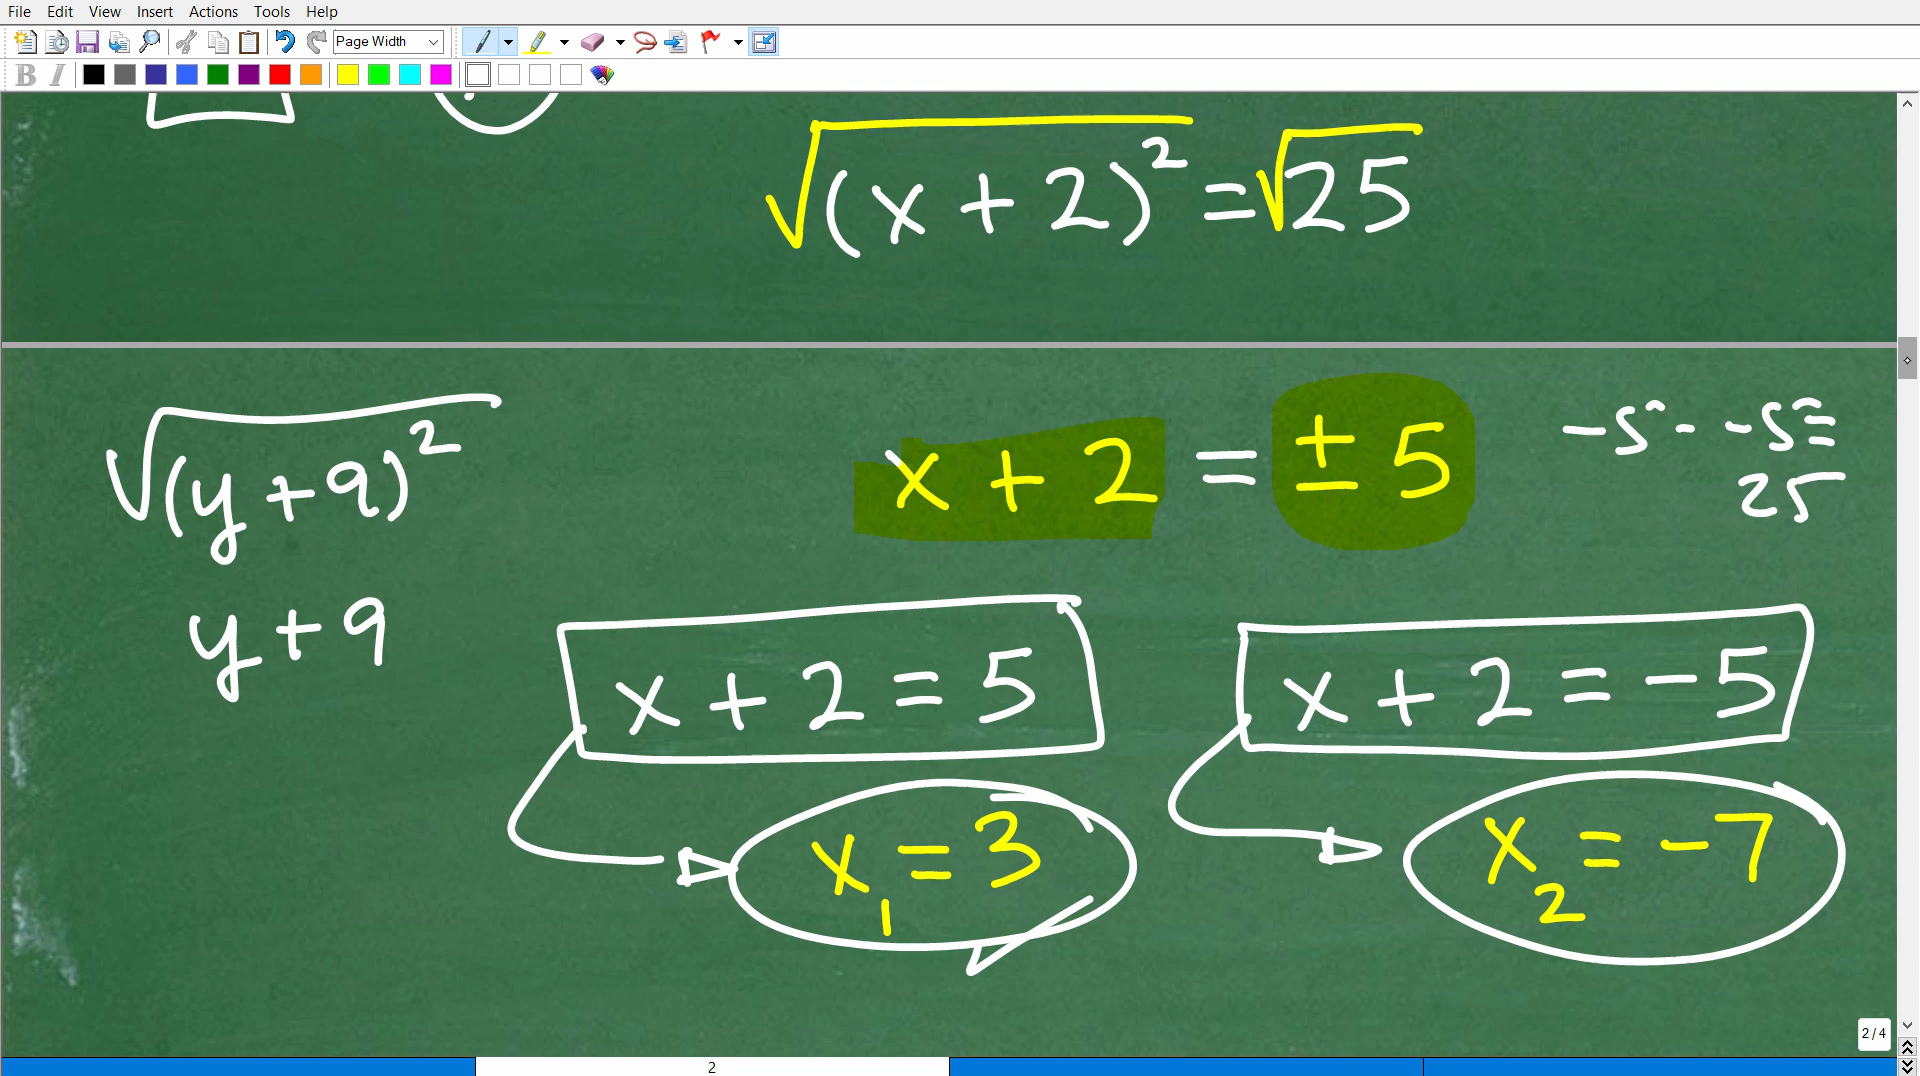 File Edit View Insert Actions Tools Help
Page Width
B I
√(x + 2)² = √25
√(y + 9)²
x + 2 = ± 5
-5 · -5 =
25
y + 9
x + 2 = 5
x + 2 = -5
x₁ = 3
x₂ = -7
2 / 4
2